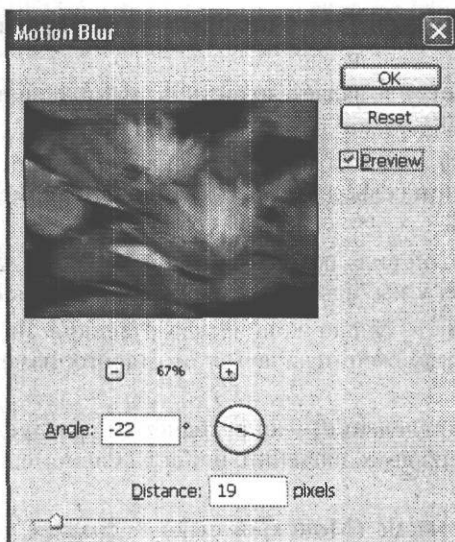 Motion Blur
OK
Reset
Preview
67%
Angle: -22 °
Distance: 19 pixels